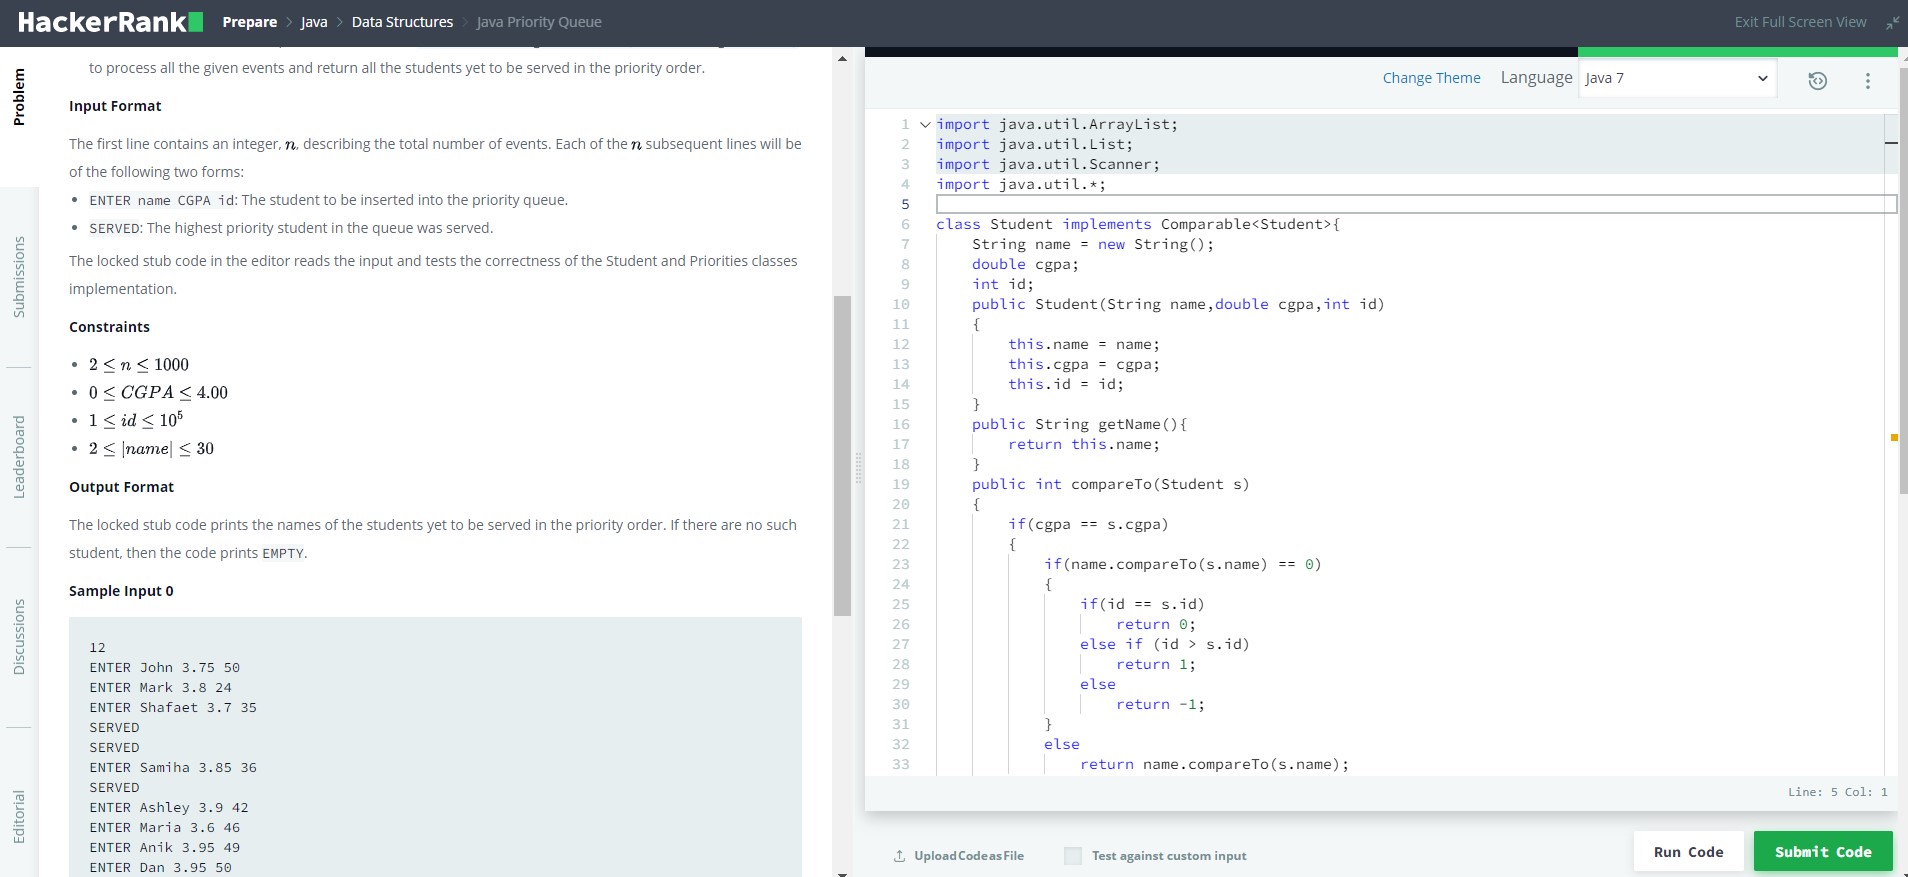 HackerRank Prepare > Java > Data Structures > Java Priority Queue Exit Full Screen View
Problem
Submissions
Leaderboard
Discussions
Editorial
to process all the given events and return all the students yet to be served in the priority order.
Input Format
The first line contains an integer, n, describing the total number of events. Each of the n subsequent lines will be
of the following two forms:
• ENTER name CGPA id: The student to be inserted into the priority queue.
• SERVED: The highest priority student in the queue was served.
The locked stub code in the editor reads the input and tests the correctness of the Student and Priorities classes
implementation.
Constraints
• 2 ≤ n ≤ 1000
• 0 ≤ CGPA ≤ 4.00
• 1 ≤ id ≤ 10⁵
• 2 ≤ |name| ≤ 30
Output Format
The locked stub code prints the names of the students yet to be served in the priority order. If there are no such
student, then the code prints EMPTY.
Sample Input 0
12
ENTER John 3.75 50
ENTER Mark 3.8 24
ENTER Shafaet 3.7 35
SERVED
SERVED
ENTER Samiha 3.85 36
SERVED
ENTER Ashley 3.9 42
ENTER Maria 3.6 46
ENTER Anik 3.95 49
ENTER Dan 3.95 50
Change Theme Language Java 7
1 import java.util.ArrayList;
2 import java.util.List;
3 import java.util.Scanner;
4 import java.util.*;
5
6 class Student implements Comparable<Student>{
7 String name = new String();
8 double cgpa;
9 int id;
10 public Student(String name,double cgpa,int id)
11 {
12 this.name = name;
13 this.cgpa = cgpa;
14 this.id = id;
15 }
16 public String getName(){
17 return this.name;
18 }
19 public int compareTo(Student s)
20 {
21 if(cgpa == s.cgpa)
22 {
23 if(name.compareTo(s.name) == 0)
24 {
25 if(id == s.id)
26 return 0;
27 else if (id > s.id)
28 return 1;
29 else
30 return -1;
31 }
32 else
33 return name.compareTo(s.name);
Line: 5 Col: 1
Upload Code as File Test against custom input Run Code Submit Code